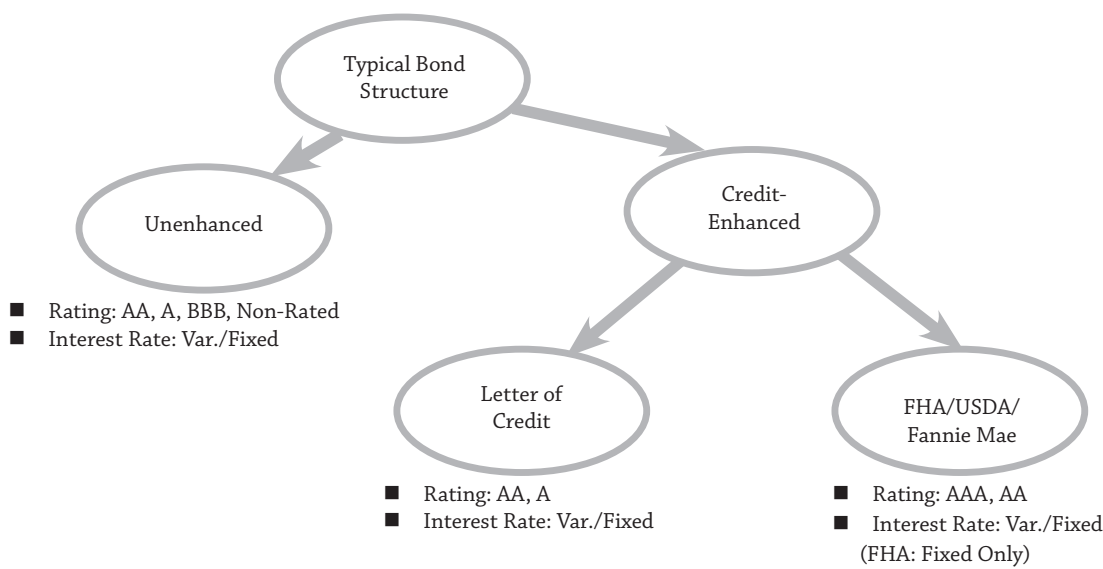 Typical Bond
Structure
Unenhanced
■ Rating: AA, A, BBB, Non-Rated
■ Interest Rate: Var./Fixed
Credit-
Enhanced
Letter of
Credit
■ Rating: AA, A
■ Interest Rate: Var./Fixed
FHA/USDA/
Fannie Mae
■ Rating: AAA, AA
■ Interest Rate: Var./Fixed
(FHA: Fixed Only)